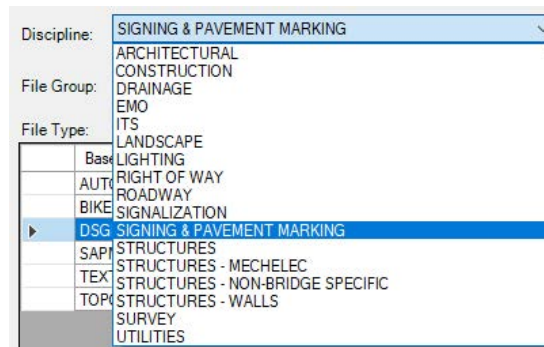 Discipline: SIGNING & PAVEMENT MARKING
ARCHITECTURAL
CONSTRUCTION
File Group: DRAINAGE
EMO
File Type: ITS
LANDSCAPE
Base LIGHTING
RIGHT OF WAY
AUTO ROADWAY
BIKE SIGNALIZATION
DSG SIGNING & PAVEMENT MARKING
STRUCTURES
SAPM STRUCTURES - MECHELEC
TEXT STRUCTURES - NON-BRIDGE SPECIFIC
TOPO STRUCTURES - WALLS
SURVEY
UTILITIES